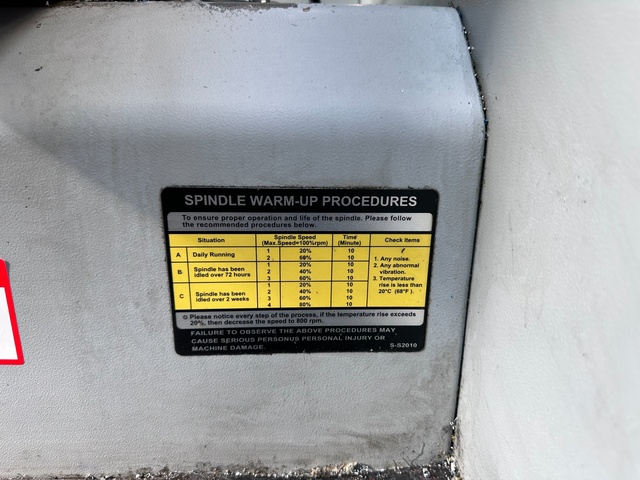 SPINDLE WARM-UP PROCEDURES
To ensure proper operation and life of the spindle. Please follow
the recommended procedures below.
Situation
Spindle Speed
(Max.Speed=100%rpm)
Time
(Minute)
Check Items
A Daily Running
1 20% 10
2 10
B. Spindle has been
idled over 72 hours
1 20% 10
2 40% 10
3 60% 10
C Spindle has been
idled over 2 weeks
1 20% 10
2 40% 10
3 60% 10
4 80% 10
1. Any noise.
2. Any abnormal
vibration.
3. Temperature
rise is less than
20°C (68°F).
Please notice every step of the process, if the temperature rise exceeds
20%, then decrease the speed to 800 rpm.
FAILURE TO OBSERVE THE ABOVE PROCEDURES MAY
CAUSE SERIOUS PERSONUS PERSONAL INJURY OR
MACHINE DAMAGE.
S-S2010